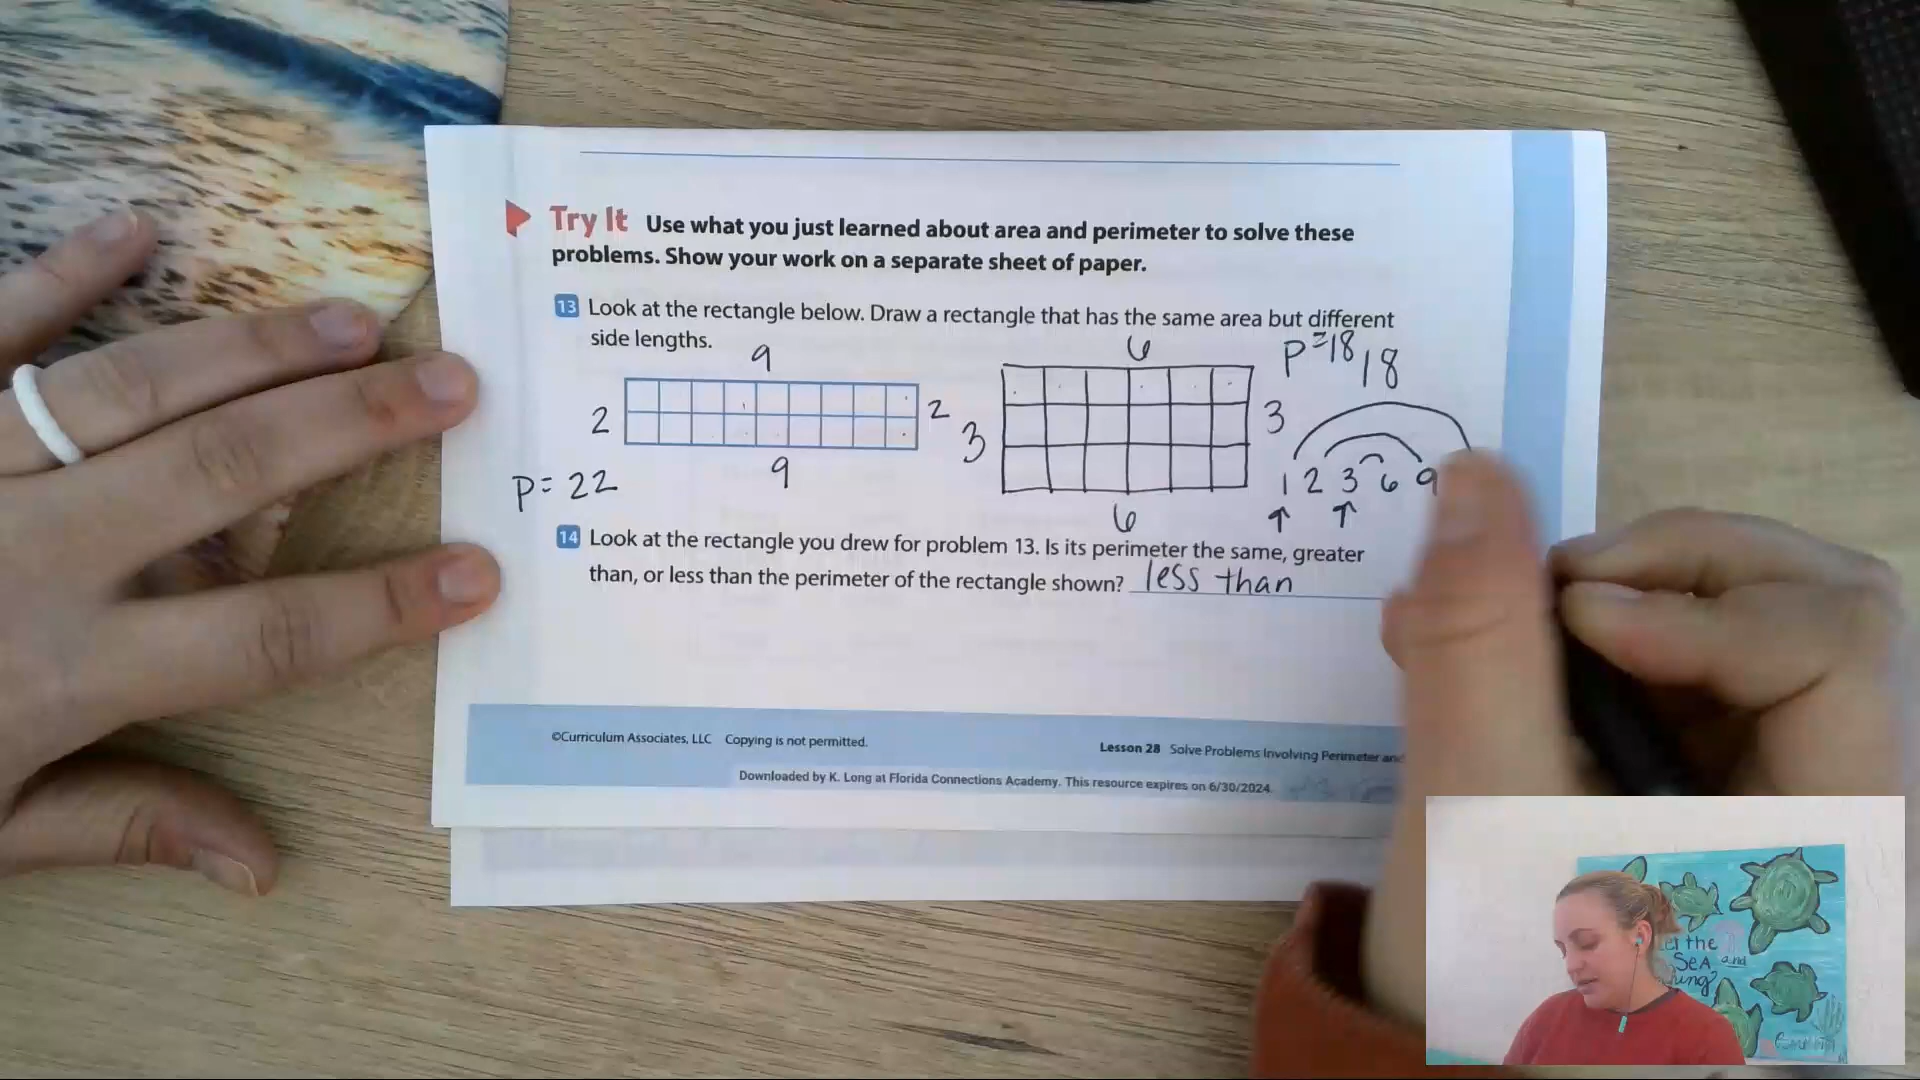 Try It Use what you just learned about area and perimeter to solve these
problems. Show your work on a separate sheet of paper.
13 Look at the rectangle below. Draw a rectangle that has the same area but different
side lengths.
9
6
P=18
18
2
2
3
3
9
6
1 2 3 6 9
P=22
14 Look at the rectangle you drew for problem 13. Is its perimeter the same, greater
than, or less than the perimeter of the rectangle shown? less than
©Curriculum Associates, LLC Copying is not permitted.
Lesson 28 Solve Problems Involving Perimeter and
Downloaded by K. Long at Florida Connections Academy. This resource expires on 6/30/2024.
the
SeA and